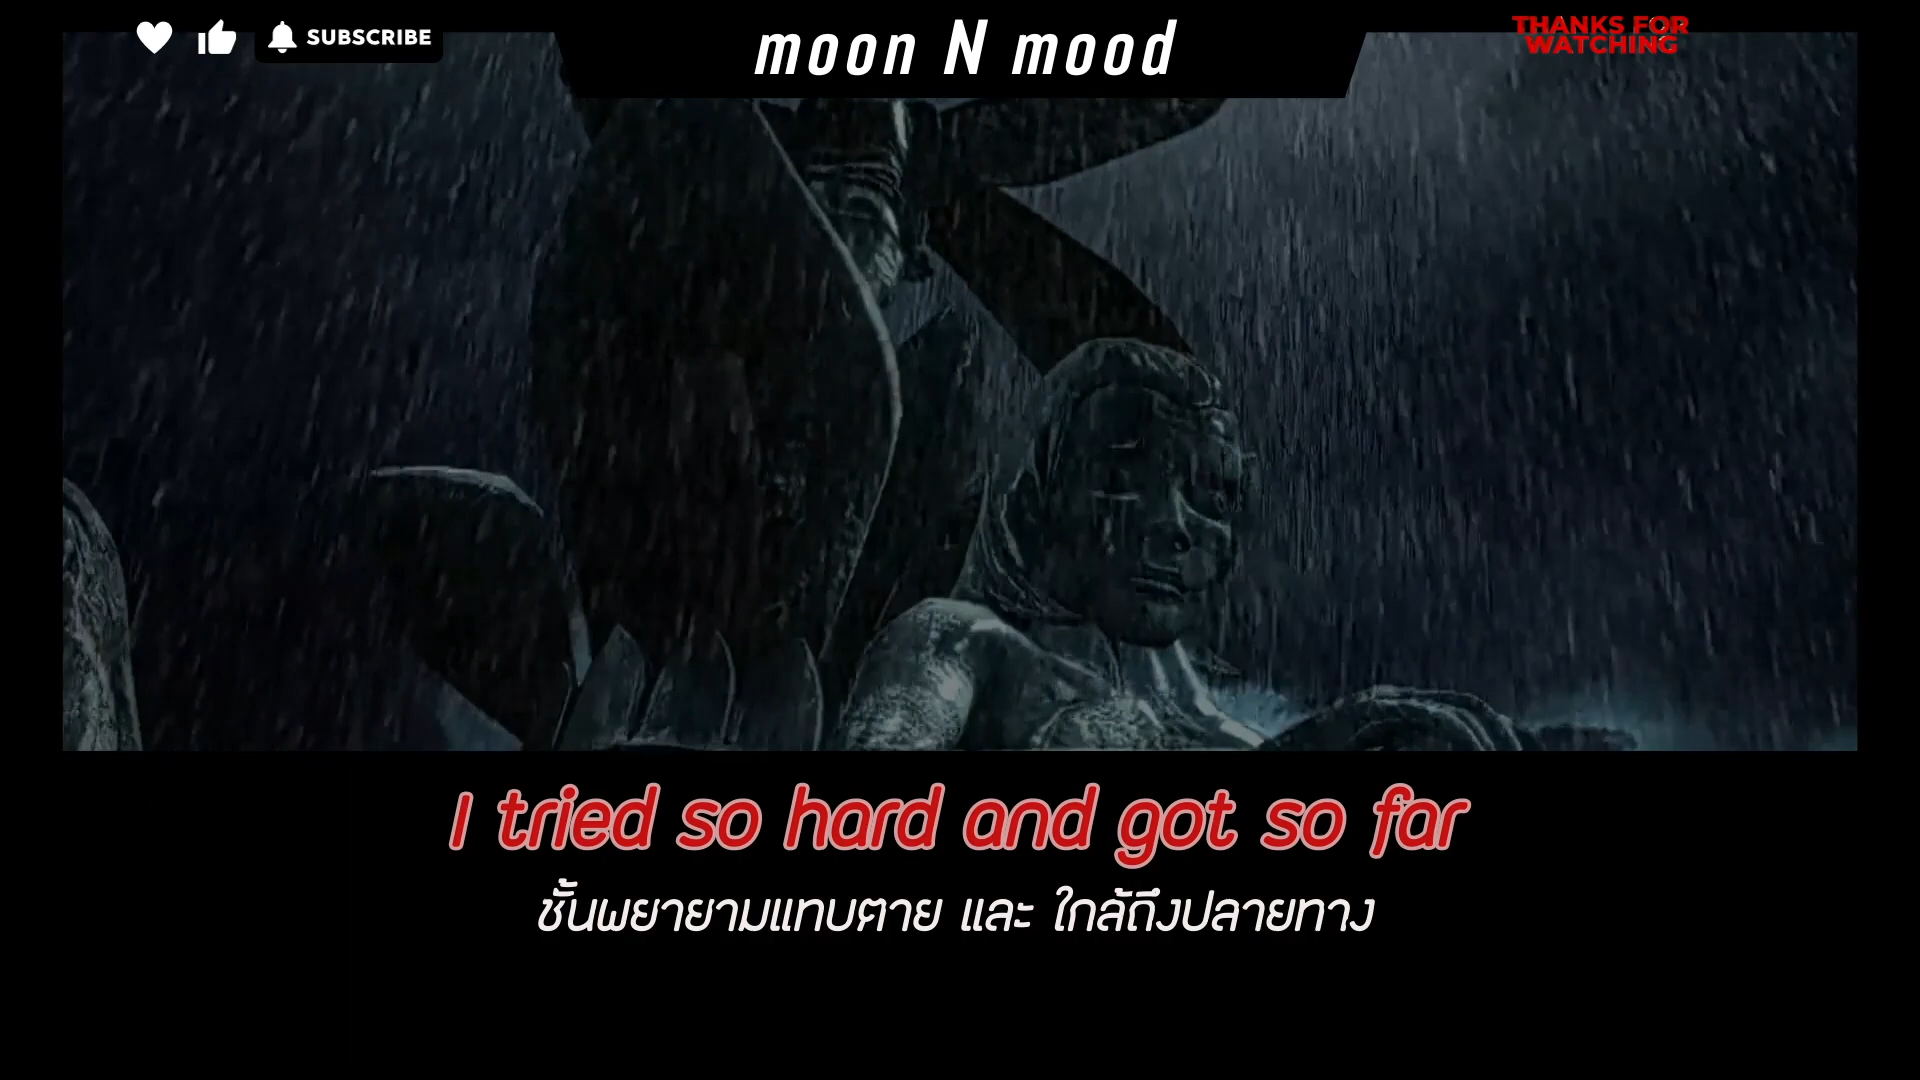 SUBSCRIBE
moon N mood
THANKS FOR
WATCHING
I tried so hard and got so far
ชั้นพยายามแทบตาย และ ใกล้ถึงปลายทาง